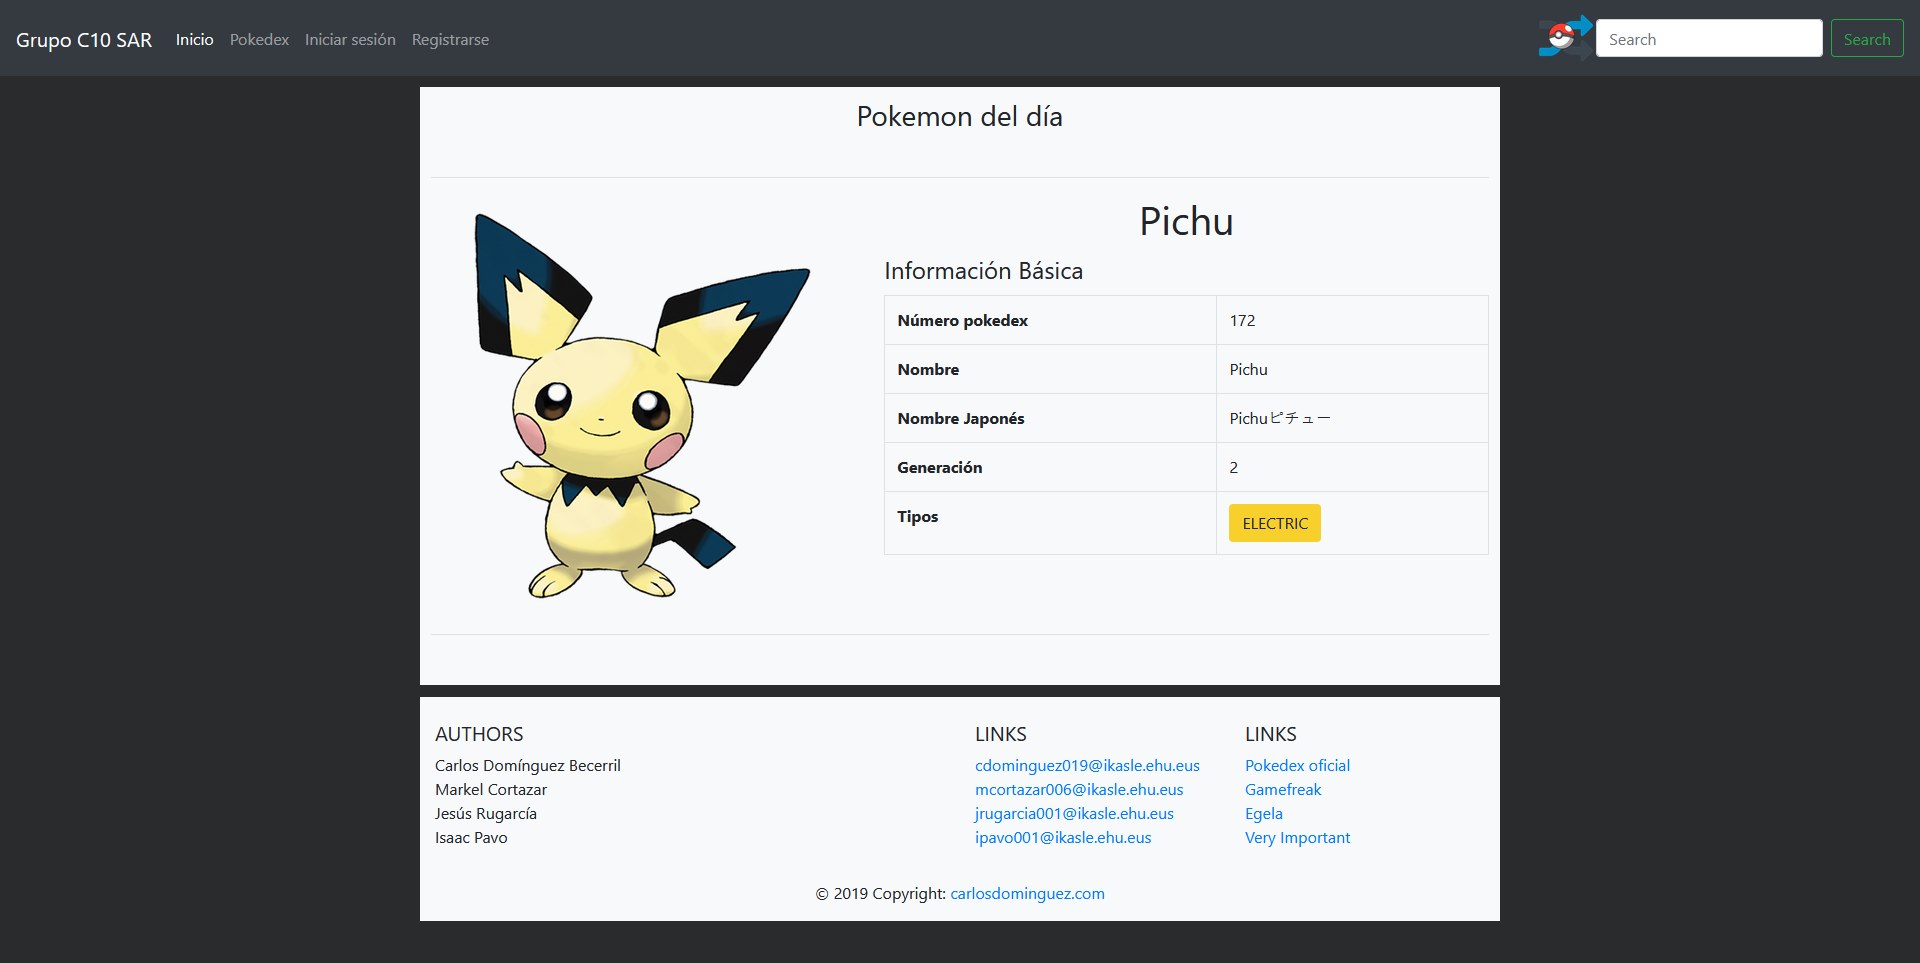 Grupo C10 SAR Inicio Pokedex Iniciar sesión Registrarse Search Search
Pokemon del día
Pichu
Información Básica
Número pokedex 172
Nombre Pichu
Nombre Japonés Pichuピチュー
Generación 2
Tipos ELECTRIC
AUTHORS
Carlos Domínguez Becerril
Markel Cortazar
Jesús Rugarcía
Isaac Pavo
LINKS
cdominguez019@ikasle.ehu.eus
mcortazar006@ikasle.ehu.eus
jrugarcia001@ikasle.ehu.eus
ipavo001@ikasle.ehu.eus
LINKS
Pokedex oficial
Gamefreak
Egela
Very Important
© 2019 Copyright: carlosdominguez.com